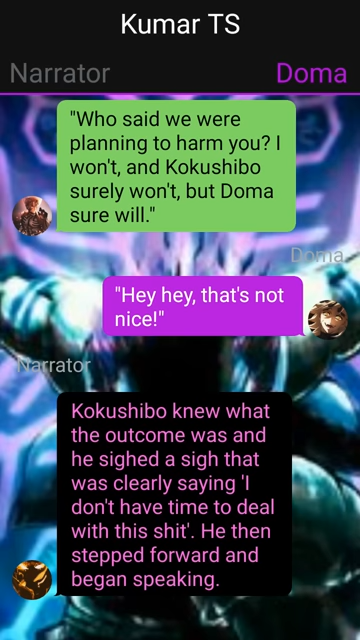 Kumar TS
Narrator
Doma
"Who said we were
planning to harm you? I
won't, and Kokushibo
surely won't, but Doma
sure will."
Doma
"Hey hey, that's not
nice!"
Narrator
Kokushibo knew what
the outcome was and
he sighed a sigh that
was clearly saying 'I
don't have time to deal
with this shit'. He then
stepped forward and
began speaking.